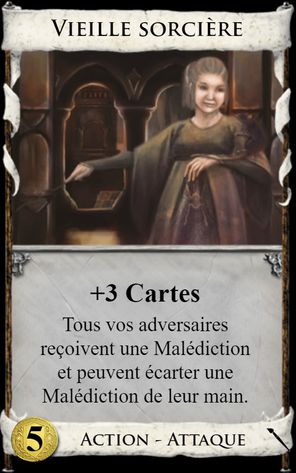 Vieille sorcière
+3 Cartes
Tous vos adversaires
reçoivent une Malédiction
et peuvent écarter une
Malédiction de leur main.
5
Action - Attaque